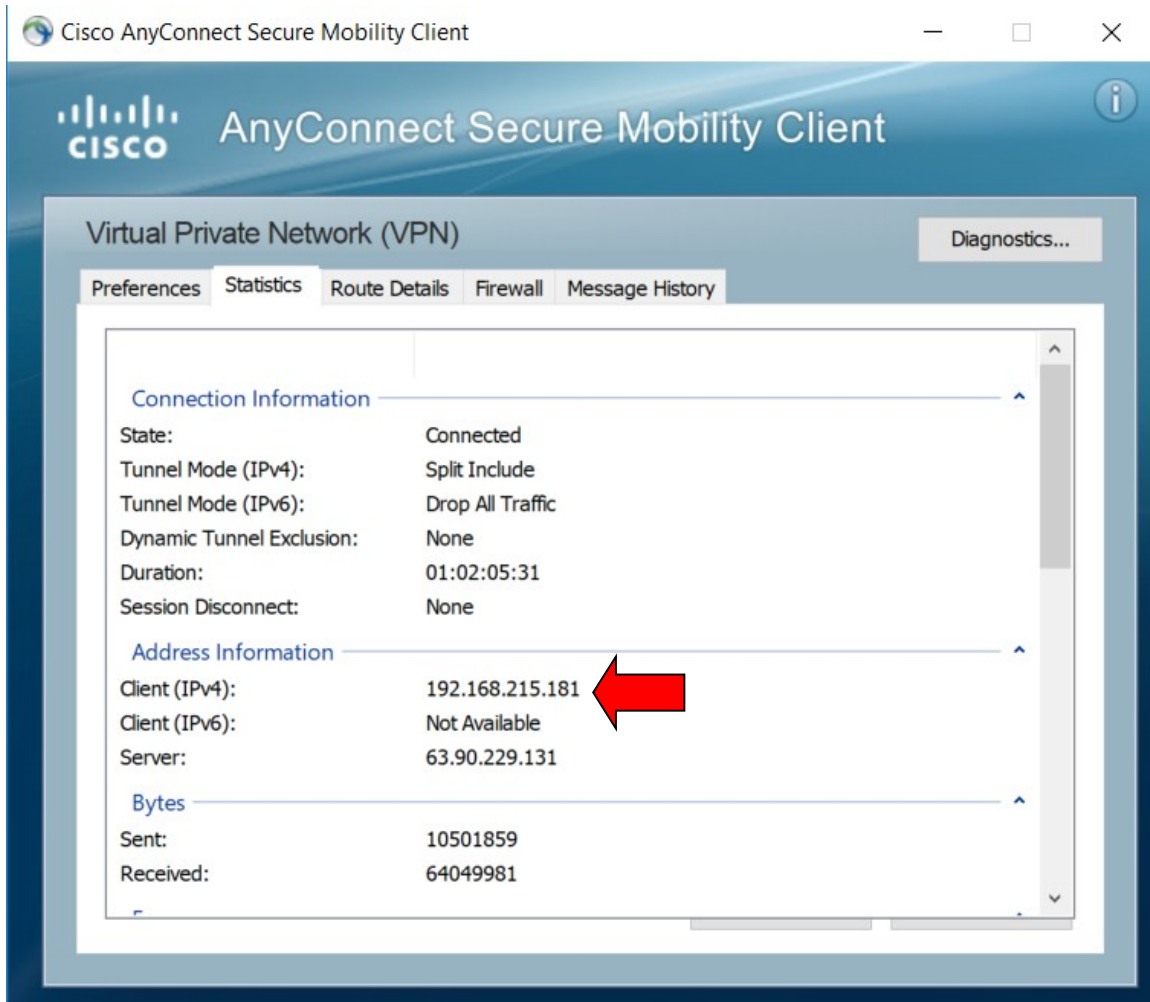 Cisco AnyConnect Secure Mobility Client
CISCO AnyConnect Secure Mobility Client
Virtual Private Network (VPN)
Diagnostics...
Preferences Statistics Route Details Firewall Message History
Connection Information
State: Connected
Tunnel Mode (IPv4): Split Include
Tunnel Mode (IPv6): Drop All Traffic
Dynamic Tunnel Exclusion: None
Duration: 01:02:05:31
Session Disconnect: None
Address Information
Client (IPv4): 192.168.215.181
Client (IPv6): Not Available
Server: 63.90.229.131
Bytes
Sent: 10501859
Received: 64049981